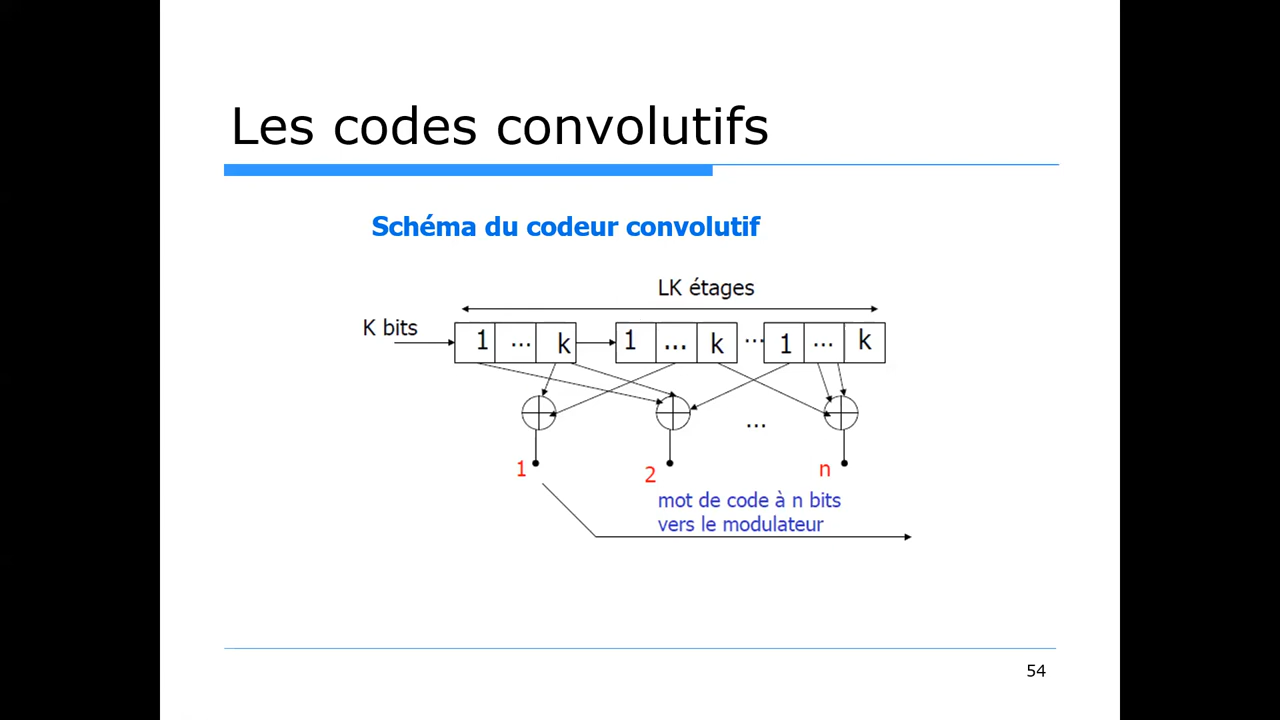 Les codes convolutifs
Schéma du codeur convolutif
LK étages
K bits
1 ... k 1 ... k ... 1 ... k
...
1 2 n
mot de code à n bits
vers le modulateur
54